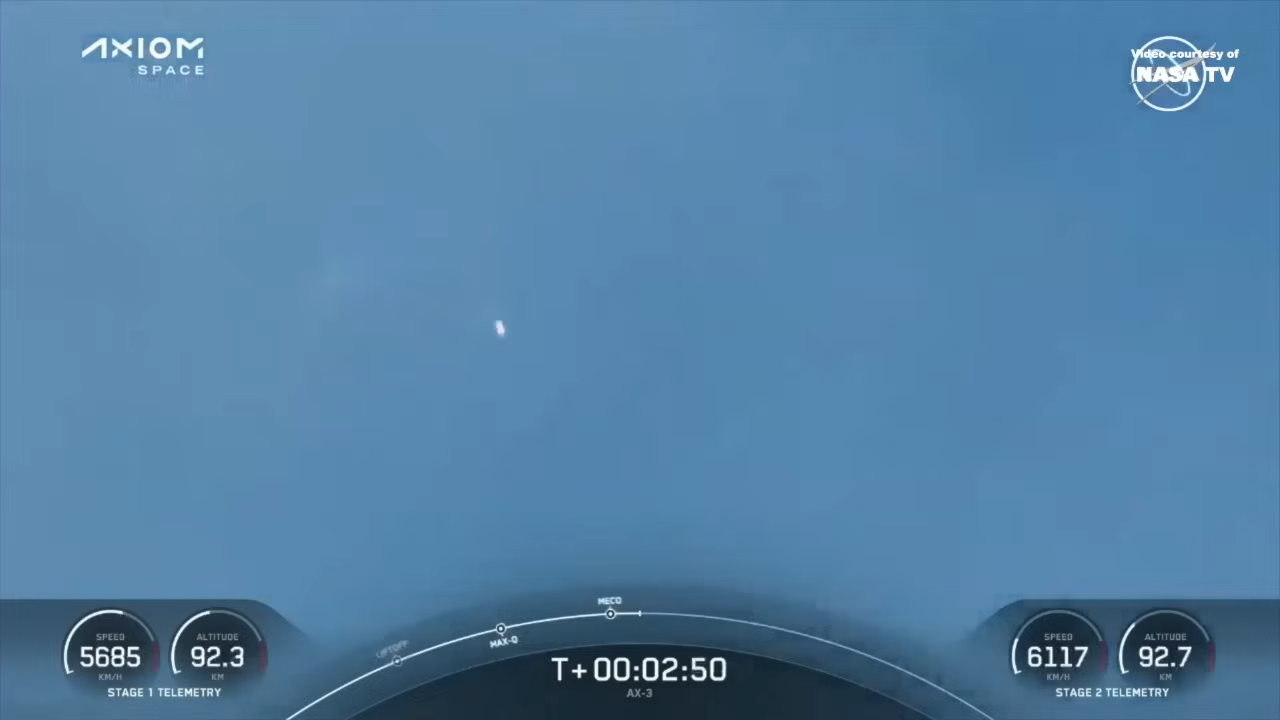 AXIOM
SPACE
Video courtesy of
NASA TV
LIFTOFF
MAX-Q
MECO
SPEED
5685
KM/H
ALTITUDE
92.3
KM
STAGE 1 TELEMETRY
T+00:02:50
AX-3
SPEED
6117
KM/H
ALTITUDE
92.7
KM
STAGE 2 TELEMETRY